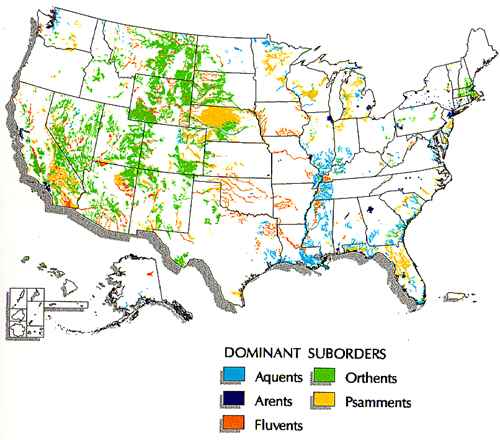 DOMINANT SUBORDERS
Aquents Orthents
Arents Psamments
Fluvents